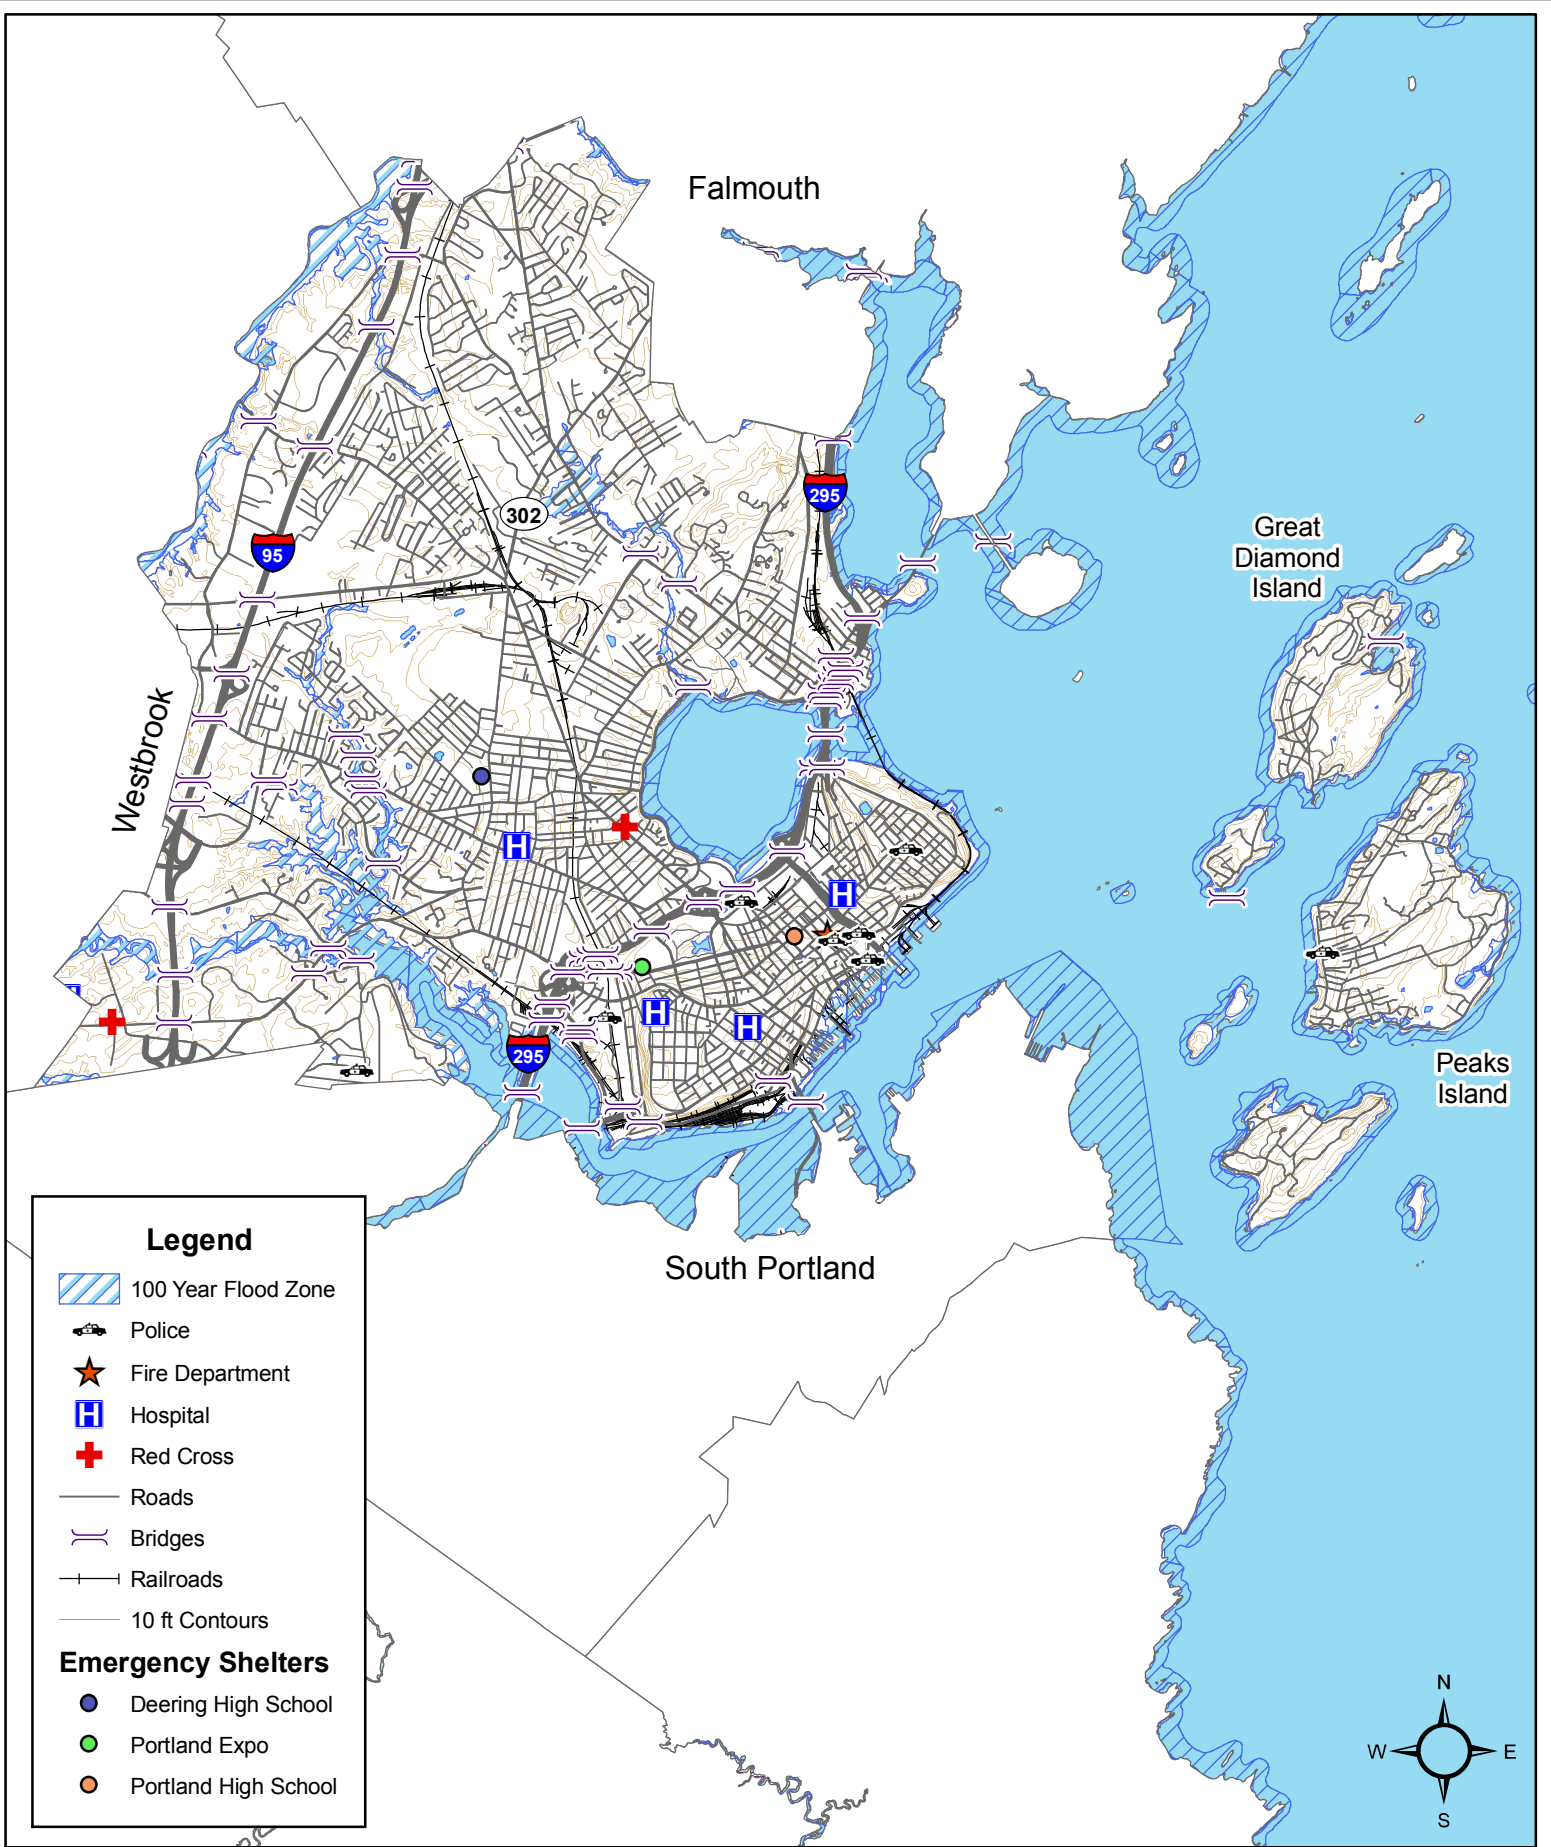 Falmouth
295
302
95
Great
Diamond
Island
Westbrook
H
H
H
H
H
295
Peaks
Island
South Portland
Legend
100 Year Flood Zone
Police
Fire Department
H
Hospital
Red Cross
Roads
Bridges
Railroads
10 ft Contours
Emergency Shelters
Deering High School
Portland Expo
Portland High School
N
W
E
S